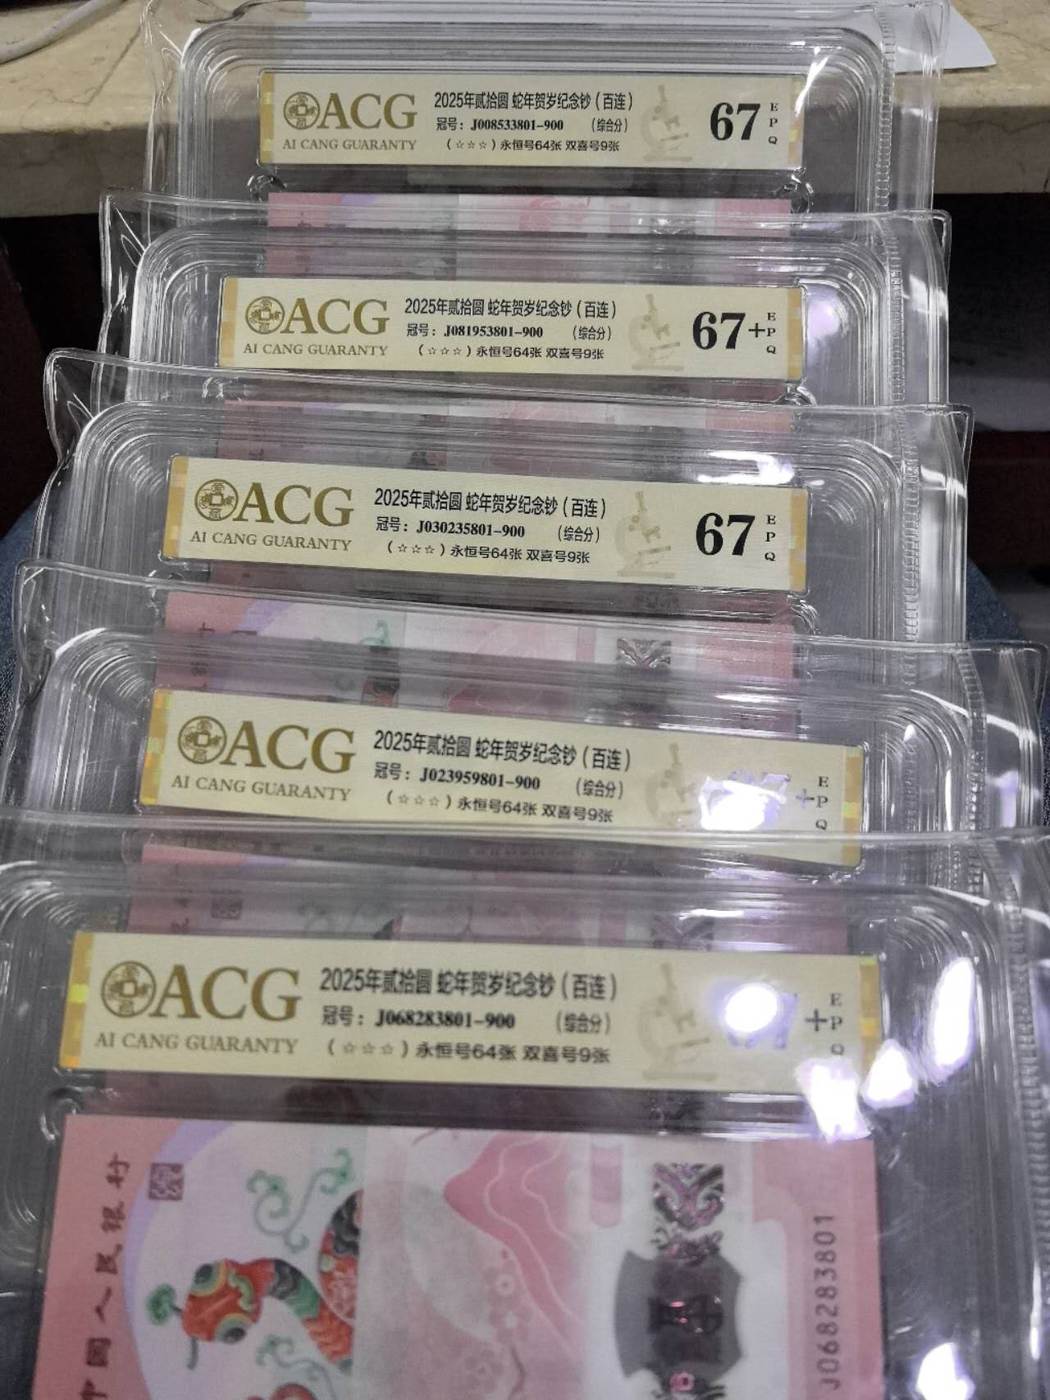 ACG
AI CANG GUARANTY
2025年贰拾圆 蛇年贺岁纪念钞(百连)
冠号: J008533801-900 (综合分)
(☆☆☆) 永恒号64张 双喜号9张
67 EPQ
ACG
AI CANG GUARANTY
2025年贰拾圆 蛇年贺岁纪念钞(百连)
冠号: J081953801-900 (综合分)
(☆☆☆) 永恒号64张 双喜号9张
67+ EPQ
ACG
AI CANG GUARANTY
2025年贰拾圆 蛇年贺岁纪念钞(百连)
冠号: J030235801-900 (综合分)
(☆☆☆) 永恒号64张 双喜号9张
67 EPQ
ACG
AI CANG GUARANTY
2025年贰拾圆 蛇年贺岁纪念钞(百连)
冠号: J023959801-900 (综合分)
(☆☆☆) 永恒号64张 双喜号9张
+ EPQ
ACG
AI CANG GUARANTY
2025年贰拾圆 蛇年贺岁纪念钞(百连)
冠号: J068283801-900 (综合分)
(☆☆☆) 永恒号64张 双喜号9张
+ EPQ
中国人民银行
J068283801